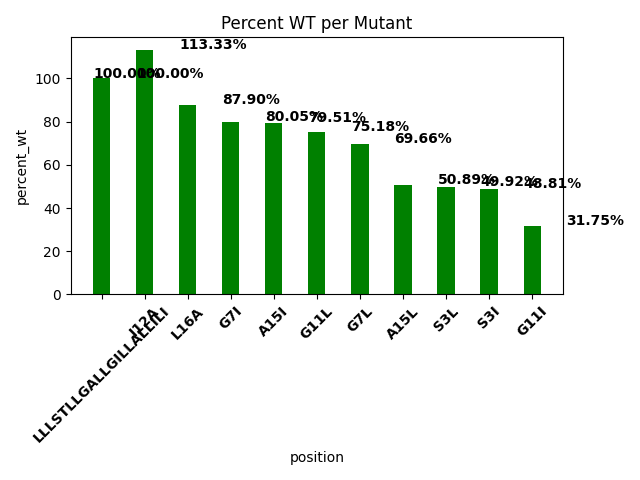 Percent WT per Mutant
percent_wt
100
80
60
40
20
0
100.00%
100.00%
113.33%
87.90%
80.05%
79.51%
75.18%
69.66%
50.89%
49.92%
48.81%
31.75%
LLLSTLLGALLGILLALLILI
I12A
L16A
G7I
A15I
G11L
G7L
A15L
S3L
S3I
G11I
position